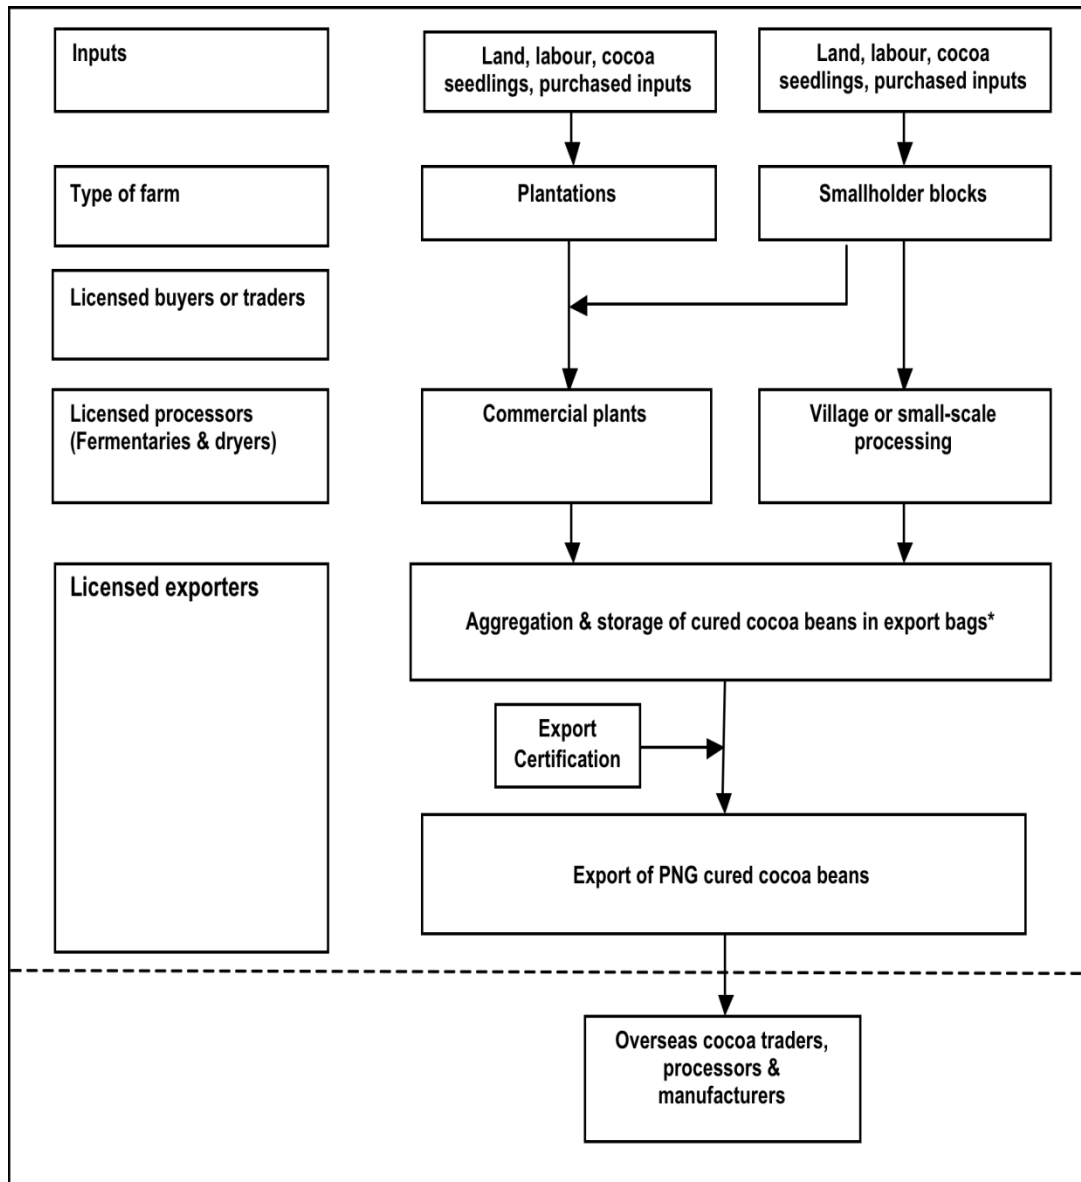 Inputs
Land, labour, cocoa
seedlings, purchased inputs
Land, labour, cocoa
seedlings, purchased inputs
Type of farm
Plantations
Smallholder blocks
Licensed buyers or traders
Licensed processors
(Fermentaries & dryers)
Commercial plants
Village or small-scale
processing
Licensed exporters
Aggregation & storage of cured cocoa beans in export bags*
Export
Certification
Export of PNG cured cocoa beans
Overseas cocoa traders,
processors &
manufacturers